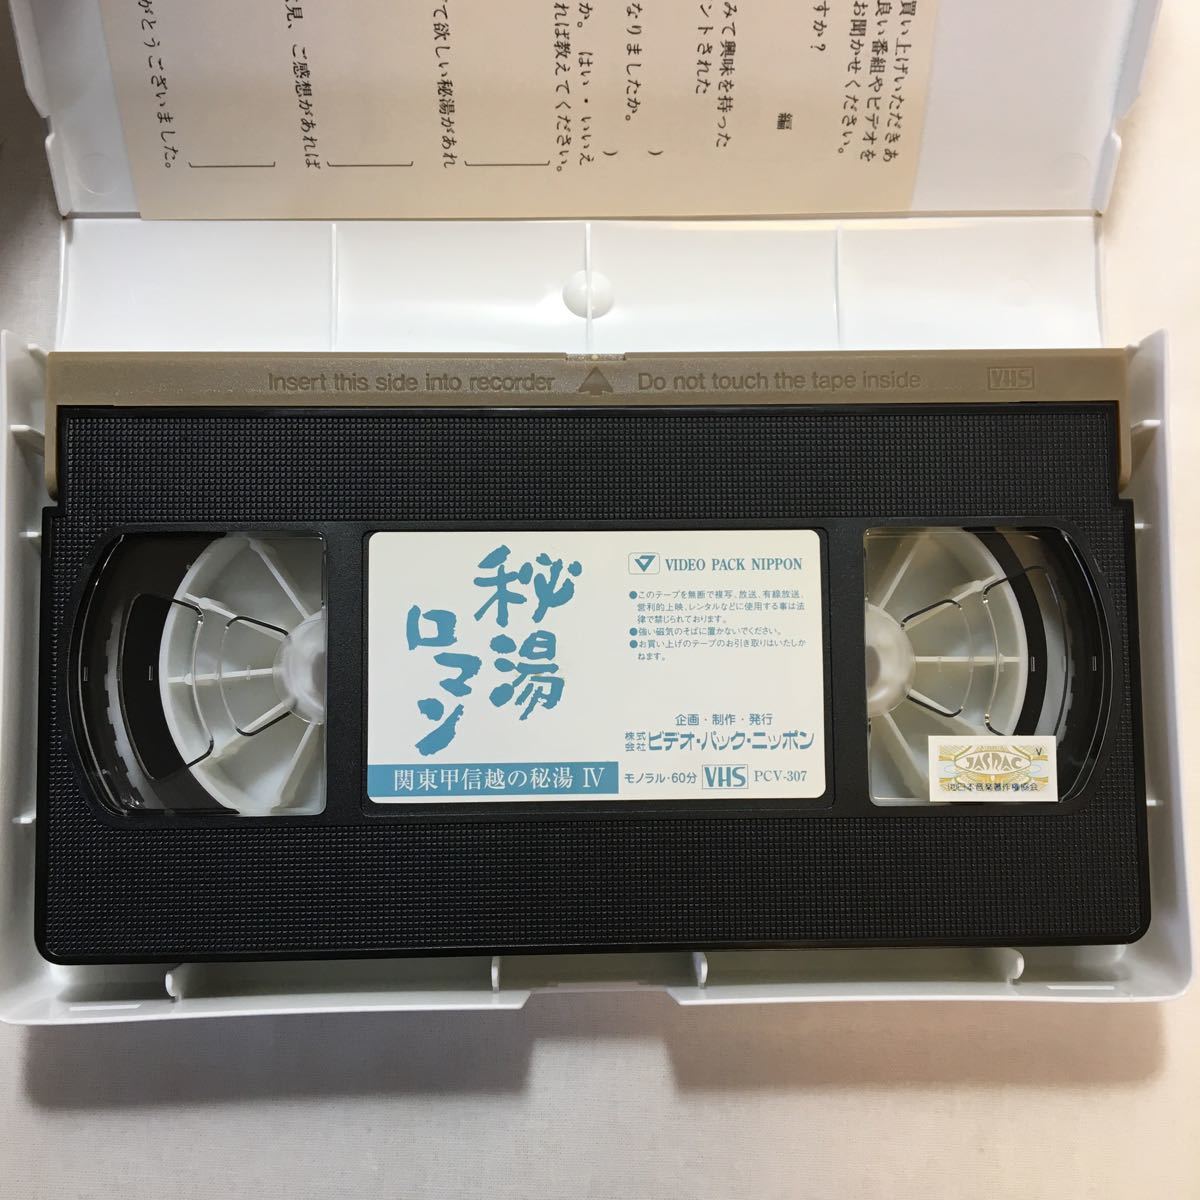 買い上げいただきあ
良い番組やビデオを
お聞かせください。
すか?
編
みて興味を持った
ントされた
なりましたか。
)
か。はい・いいえ
)
れば教えてください。
て欲しい秘湯があれ
見、ご感想があれば
がとうございました。
Insert this side into recorder
Do not touch the tape inside
VHS
秘湯
ロマン
関東甲信越の秘湯 IV
VIDEO PACK NIPPON
●このテープを無断で複写、放送、有線放送、
営利的上映、レンタルなどに使用する事は法
律で禁じられております。
●強い磁気のそばに置かないでください。
●お買い上げのテープのお引き取りはいたしか
ねます。
企画・制作・発行
株式会社 ビデオ・パック・ニッポン
モノラル・60分 VHS PCV-307
V
JASRAC
日本音楽著作権協会